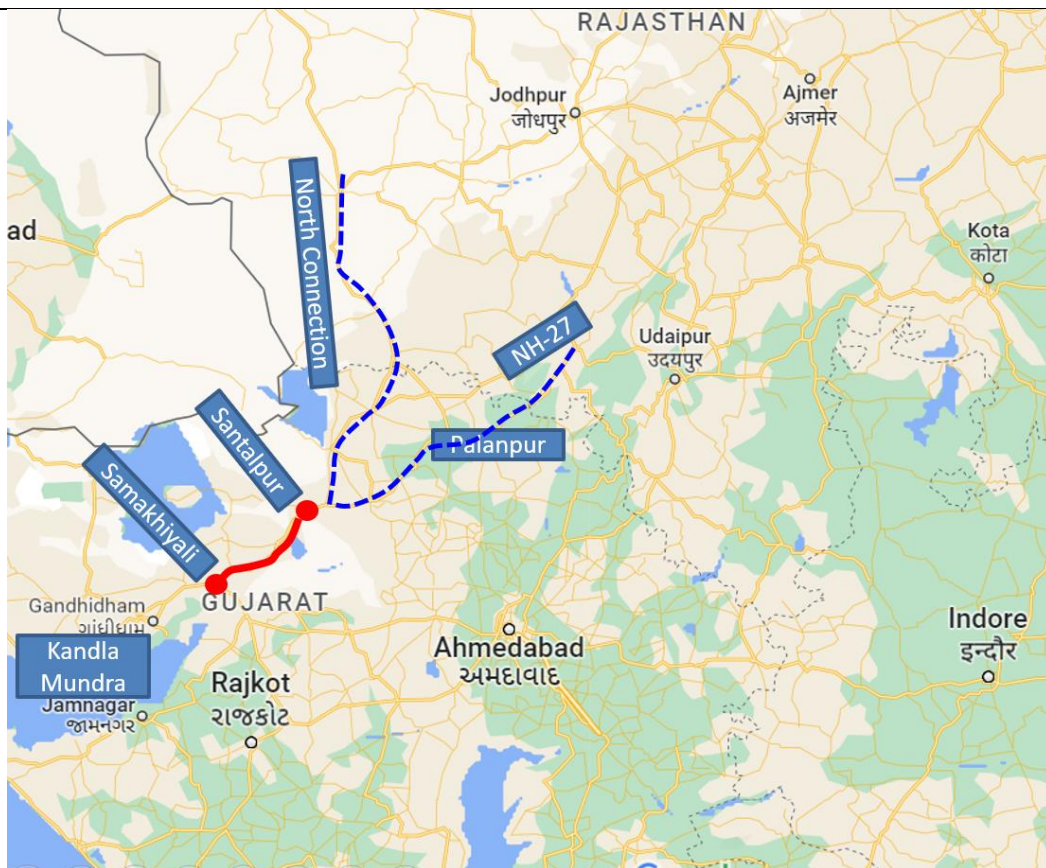 RAJASTHAN
Jodhpur
जोधपुर
Ajmer
अजमेर
North Connection
ad
Kota
कोटा
NH-27
Udaipur
उदयपुर
Santalpur
Palanpur
Samakhiyali
Gandhidham
ગાંધીધામ
GUJARAT
Kandla
Mundra
Ahmedabad
અમદાવાદ
Indore
इन्दौर
Rajkot
રાજકોટ
Jamnagar
જામનગર